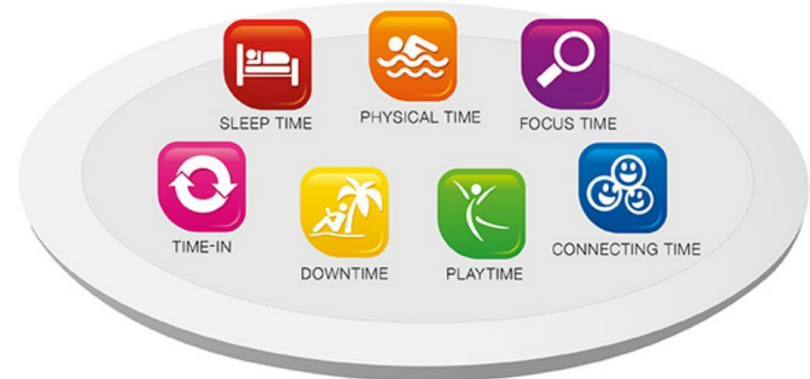 SLEEP TIME
PHYSICAL TIME
FOCUS TIME
TIME-IN
DOWNTIME
PLAYTIME
CONNECTING TIME